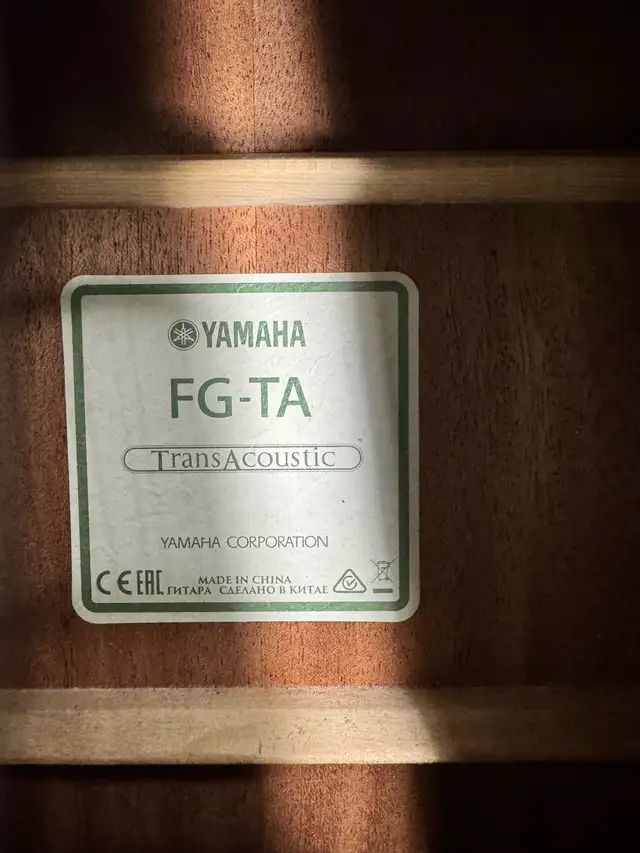 YAMAHA
FG-TA
TransAcoustic
YAMAHA CORPORATION
CE EAC MADE IN CHINA
ГИТАРА СДЕЛАНО В КИТАЕ